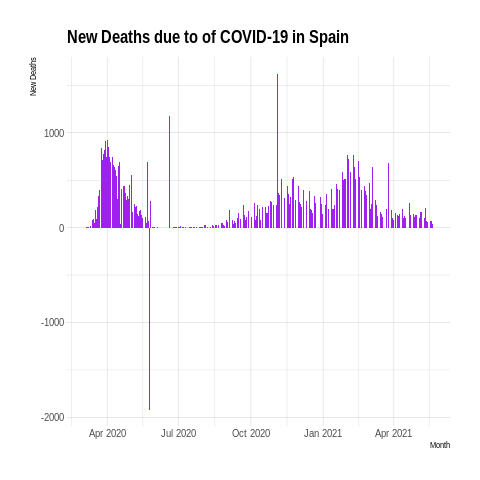 New Deaths due to of COVID-19 in Spain
New Deaths
1000
0
-1000
-2000
Apr 2020 Jul 2020 Oct 2020 Jan 2021 Apr 2021
Month